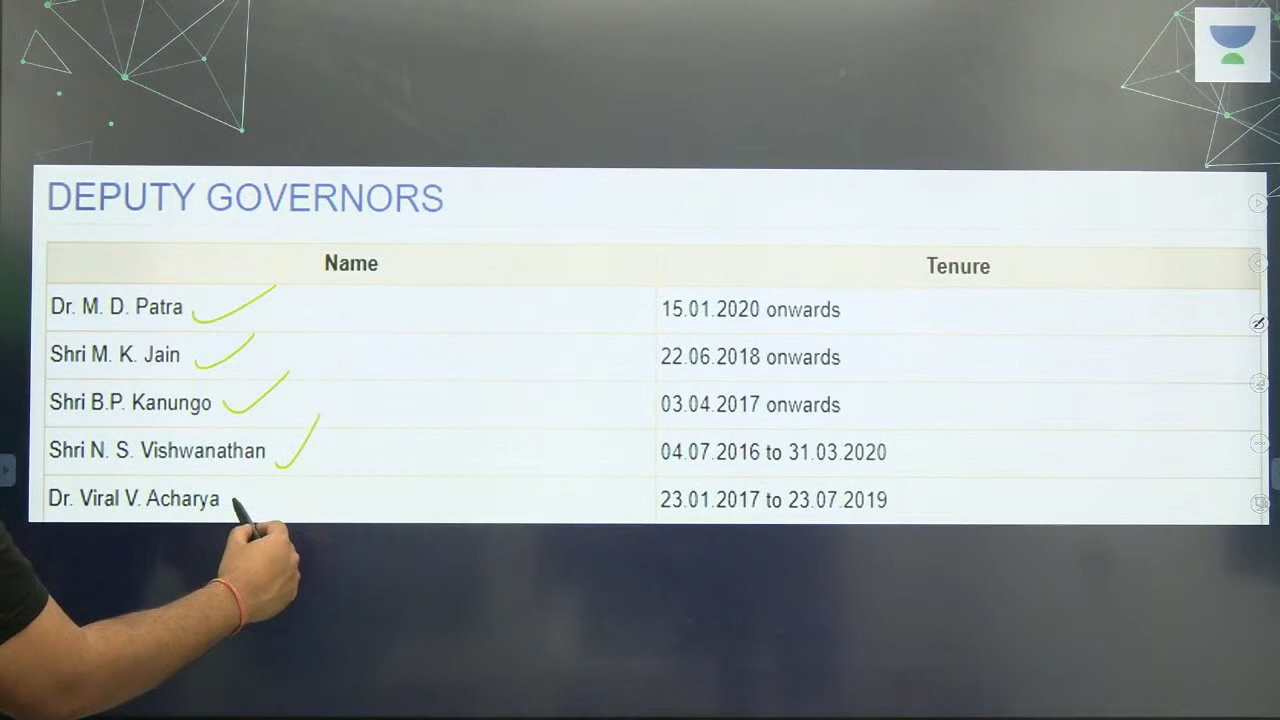 DEPUTY GOVERNORS
Name Tenure
Dr. M. D. Patra 15.01.2020 onwards
Shri M. K. Jain 22.06.2018 onwards
Shri B.P. Kanungo 03.04.2017 onwards
Shri N. S. Vishwanathan 04.07.2016 to 31.03.2020
Dr. Viral V. Acharya 23.01.2017 to 23.07.2019